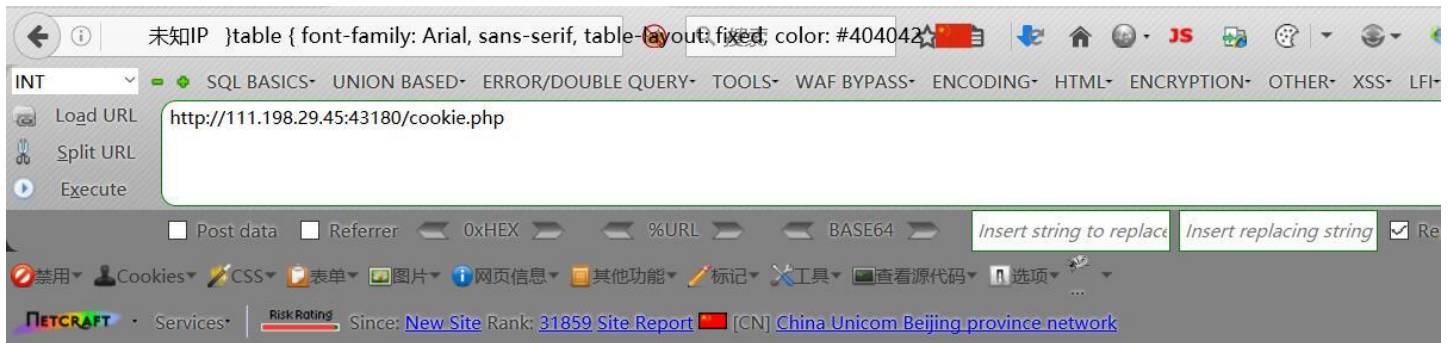 未知IP }table { font-family: Arial, sans-serif, table-layout: fixed; color: #404042
INT SQL BASICS▾ UNION BASED▾ ERROR/DOUBLE QUERY▾ TOOLS▾ WAF BYPASS▾ ENCODING▾ HTML▾ ENCRYPTION▾ OTHER▾ XSS▾ LFI▾
Load URL http://111.198.29.45:43180/cookie.php
Split URL
Execute
Post data Referrer 0xHEX %URL BASE64 Insert string to replace Insert replacing string Re
禁用▾ Cookies▾ CSS▾ 表单▾ 图片▾ 网页信息▾ 其他功能▾ 标记▾ 工具▾ 查看源代码▾ 选项▾
NETCRAFT Services▾ Risk Rating Since: New Site Rank: 31859 Site Report [CN] China Unicom Beijing province network